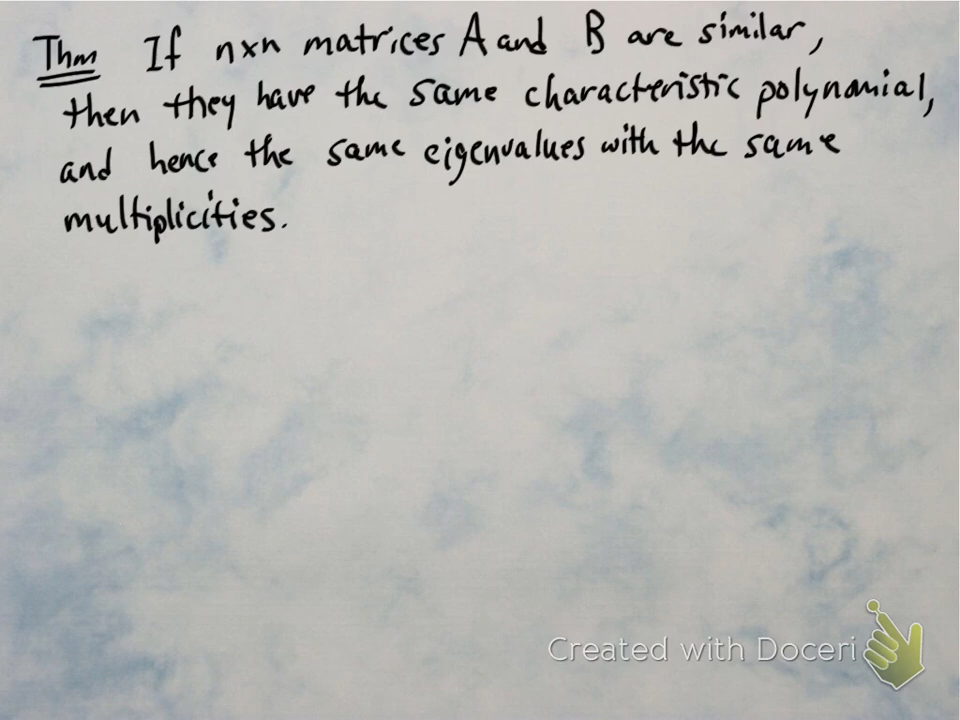 Thm If n×n matrices A and B are similar,
then they have the same characteristic polynomial,
and hence the same eigenvalues with the same
multiplicities.
Created with Doceri